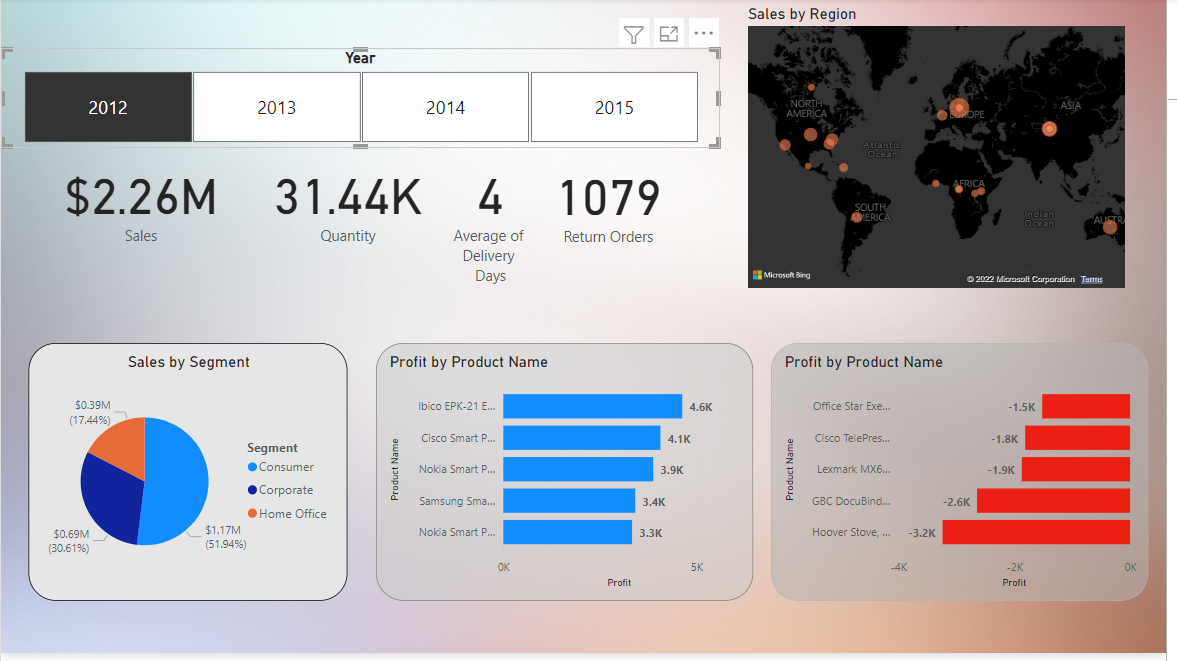 Sales by Region
Year
2012
2013
2014
2015
$2.26M
Sales
31.44K
Quantity
4
Average of
Delivery
Days
1079
Return Orders
NORTH
AMERICA
EUROPE
ASIA
Atlantic
Ocean
AFRICA
SOUTH
AMERICA
Indian
Ocean
AUSTRA
Microsoft Bing
© 2022 Microsoft Corporation Terms
Sales by Segment
$0.39M
(17.44%)
$0.69M
(30.61%)
$1.17M
(51.94%)
Segment
Consumer
Corporate
Home Office
Profit by Product Name
Product Name
Ibico EPK-21 E... 4.6K
Cisco Smart P... 4.1K
Nokia Smart P... 3.9K
Samsung Sma... 3.4K
Nokia Smart P... 3.3K
0K 5K
Profit
Profit by Product Name
Product Name
Office Star Exe... -1.5K
Cisco TelePres... -1.8K
Lexmark MX6... -1.9K
GBC DocuBind... -2.6K
Hoover Stove, ... -3.2K
-4K -2K 0K
Profit